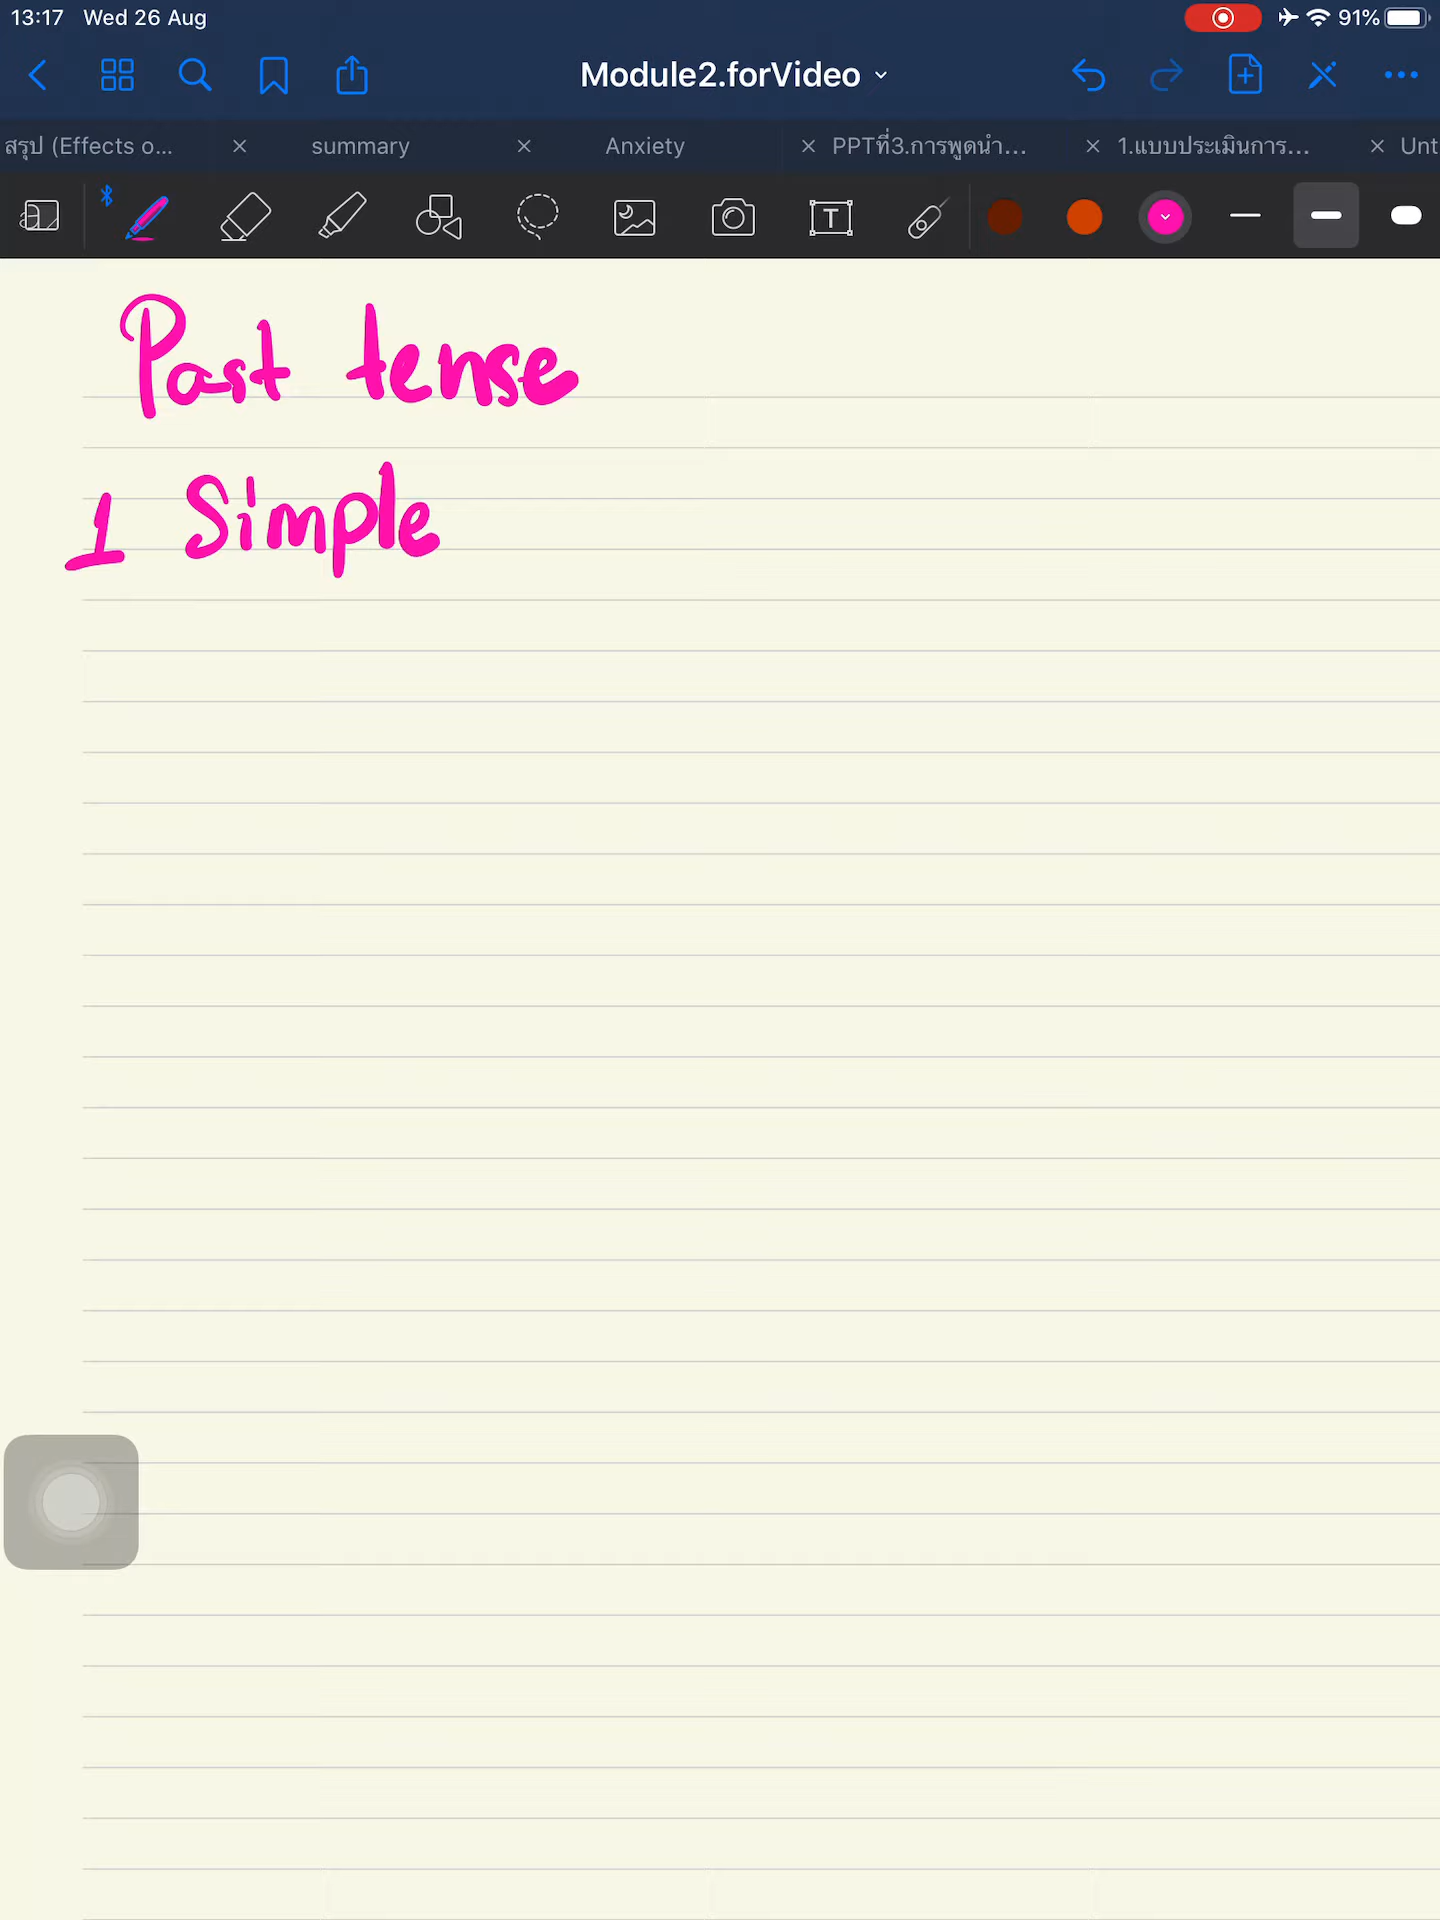 13:17 Wed 26 Aug 91%
Module2.forVideo
สรุป (Effects o... summary Anxiety PPTที่3.การพูดนำ... 1.แบบประเมินการ... Unt
Past tense
1 Simple